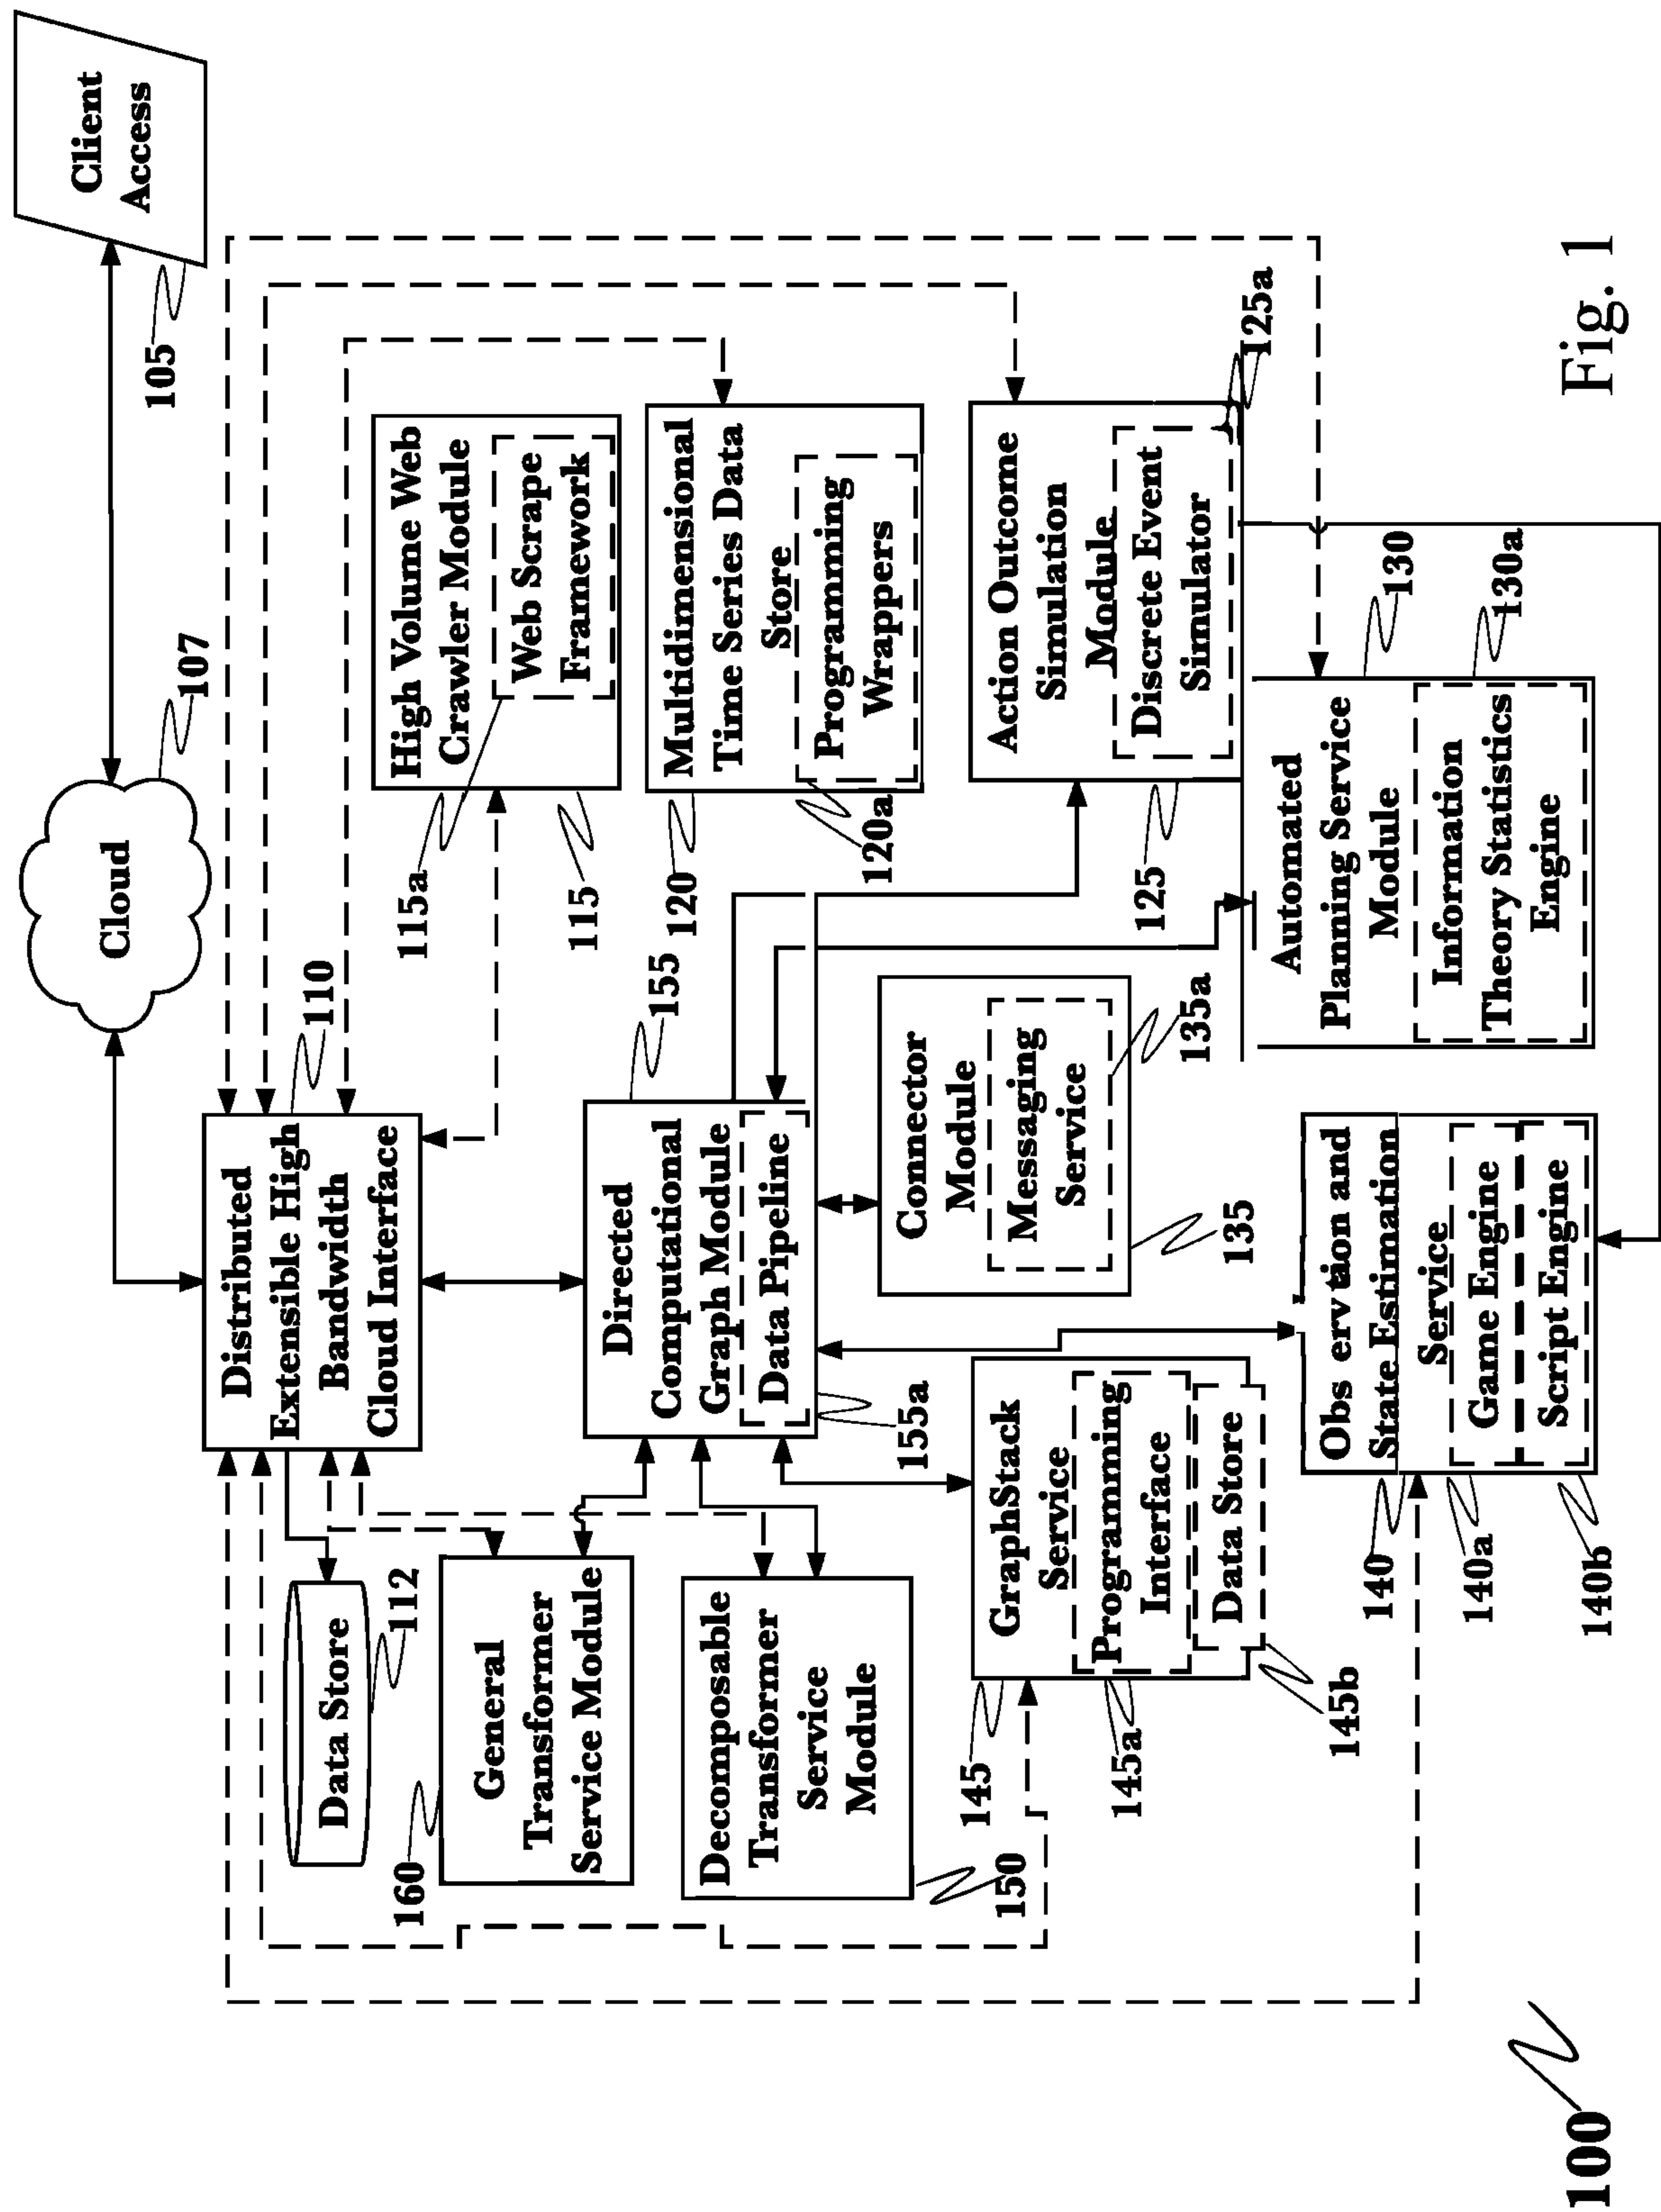 Client
Access
105
Cloud
107
Distributed
Extensible High
Bandwidth
Cloud Interface
110
Data Store
112
High Volume Web
Crawler Module
Web Scrape
Framework
115a
115
Multidimensional
Time Series Data
Store
Programming
Wrappers
120
120a
Action Outcome
Simulation
Module
Discrete Event
Simulator
125
125a
Automated
Planning Service
Module
Information
Theory Statistics
Engine
130
130a
Directed
Computational
Graph Module
Data Pipeline
155
155a
Connector
Module
Messaging
Service
135a
135
General
Transformer
Service Module
160
Decomposable
Transformer
Service
Module
150
GraphStack
Service
Programming
Interface
Data Store
145
145a
145b
Obs ervtion and
State Estimation
Service
Game Engine
Script Engine
140
140a
140b
100
Fig. 1